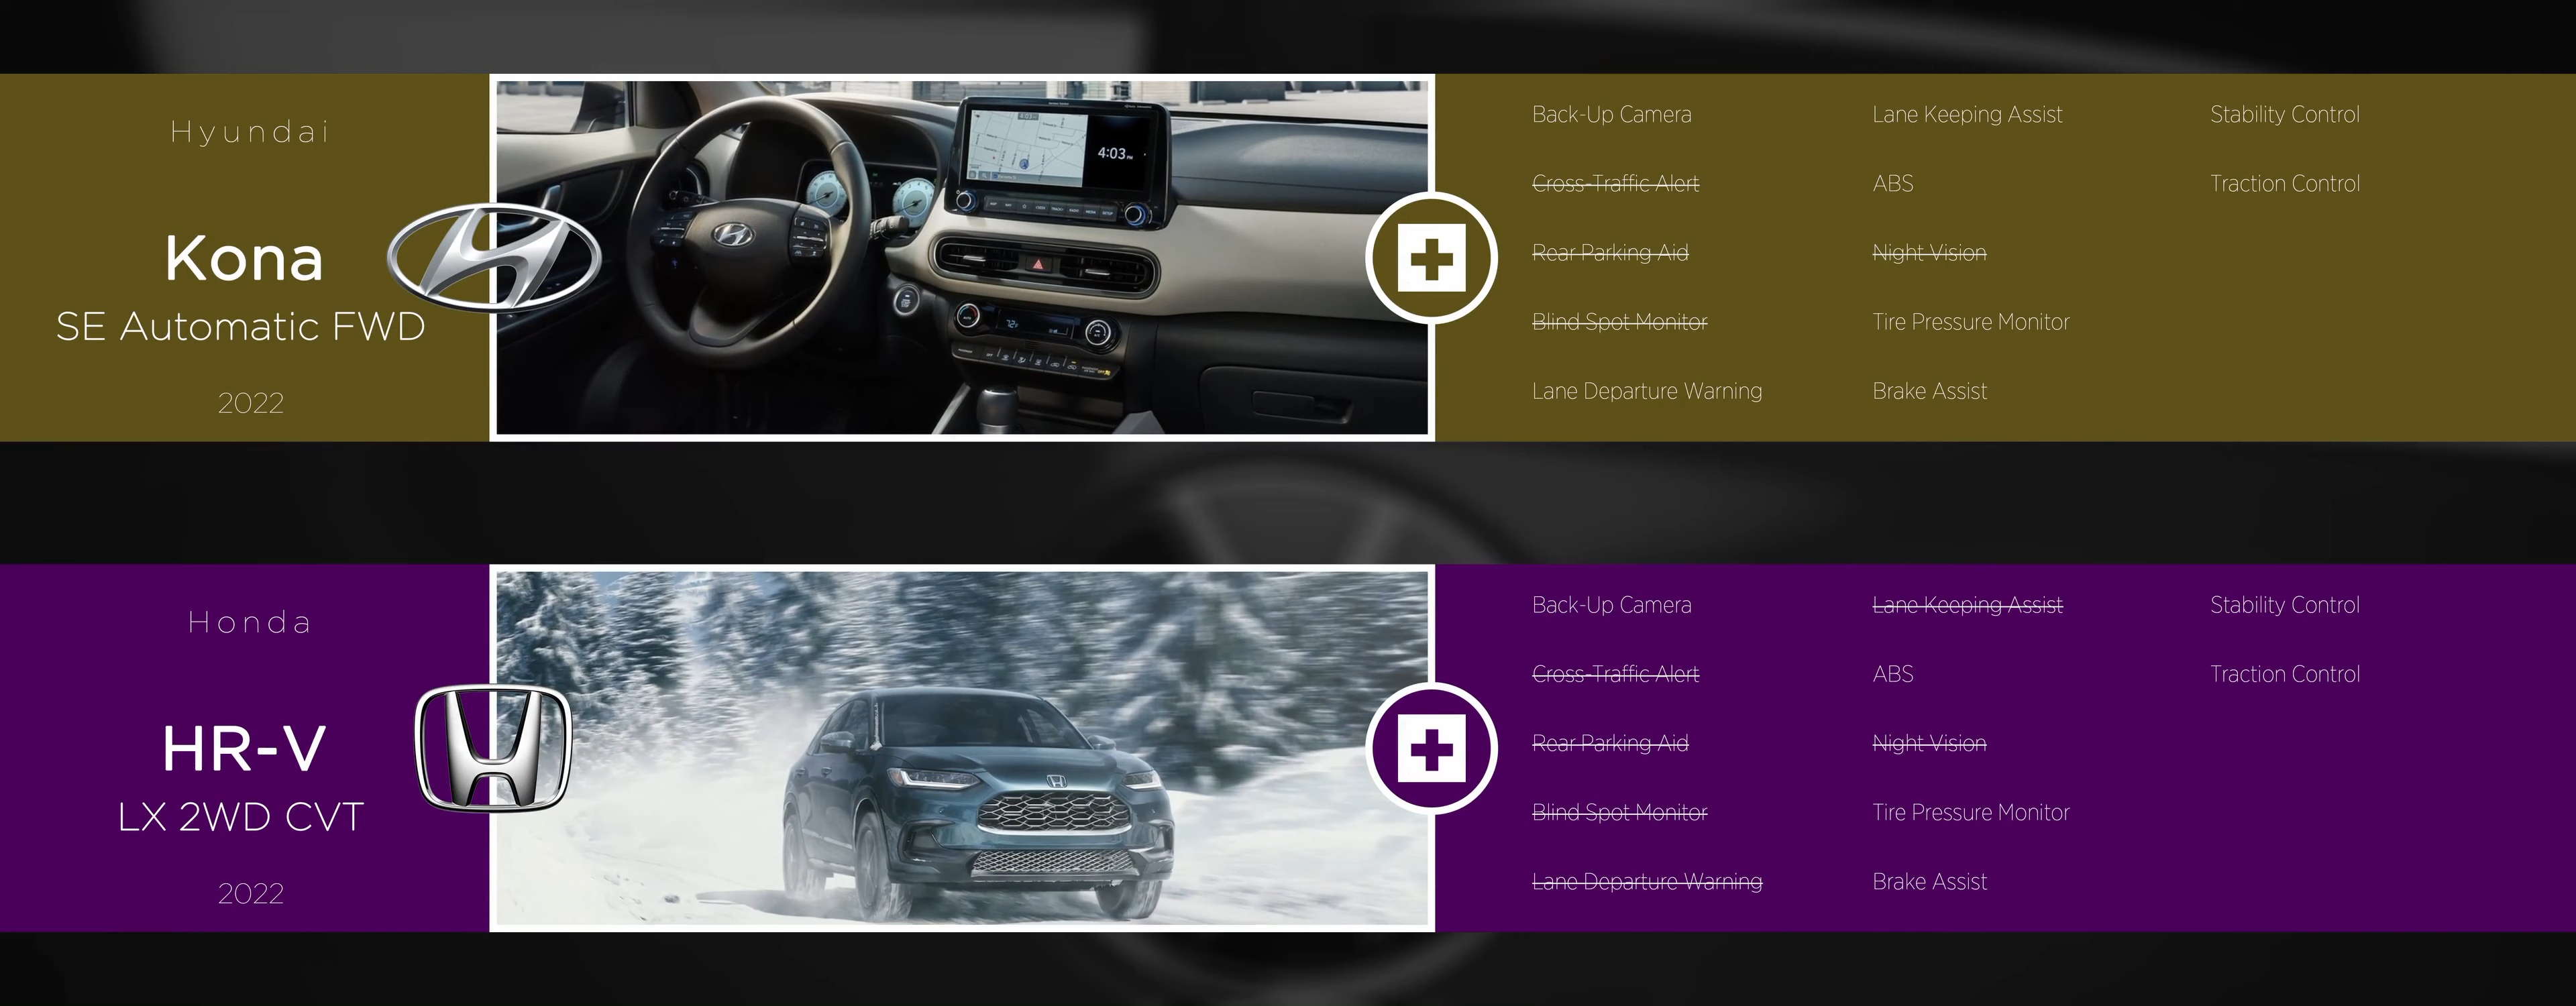 Hyundai
Kona
SE Automatic FWD
2022
4:03 PM
Back-Up Camera
Cross-Traffic Alert
Rear Parking Aid
Blind Spot Monitor
Lane Departure Warning
Lane Keeping Assist
ABS
Night Vision
Tire Pressure Monitor
Brake Assist
Stability Control
Traction Control
Honda
HR-V
LX 2WD CVT
2022
Back-Up Camera
Cross-Traffic Alert
Rear Parking Aid
Blind Spot Monitor
Lane Departure Warning
Lane Keeping Assist
ABS
Night Vision
Tire Pressure Monitor
Brake Assist
Stability Control
Traction Control